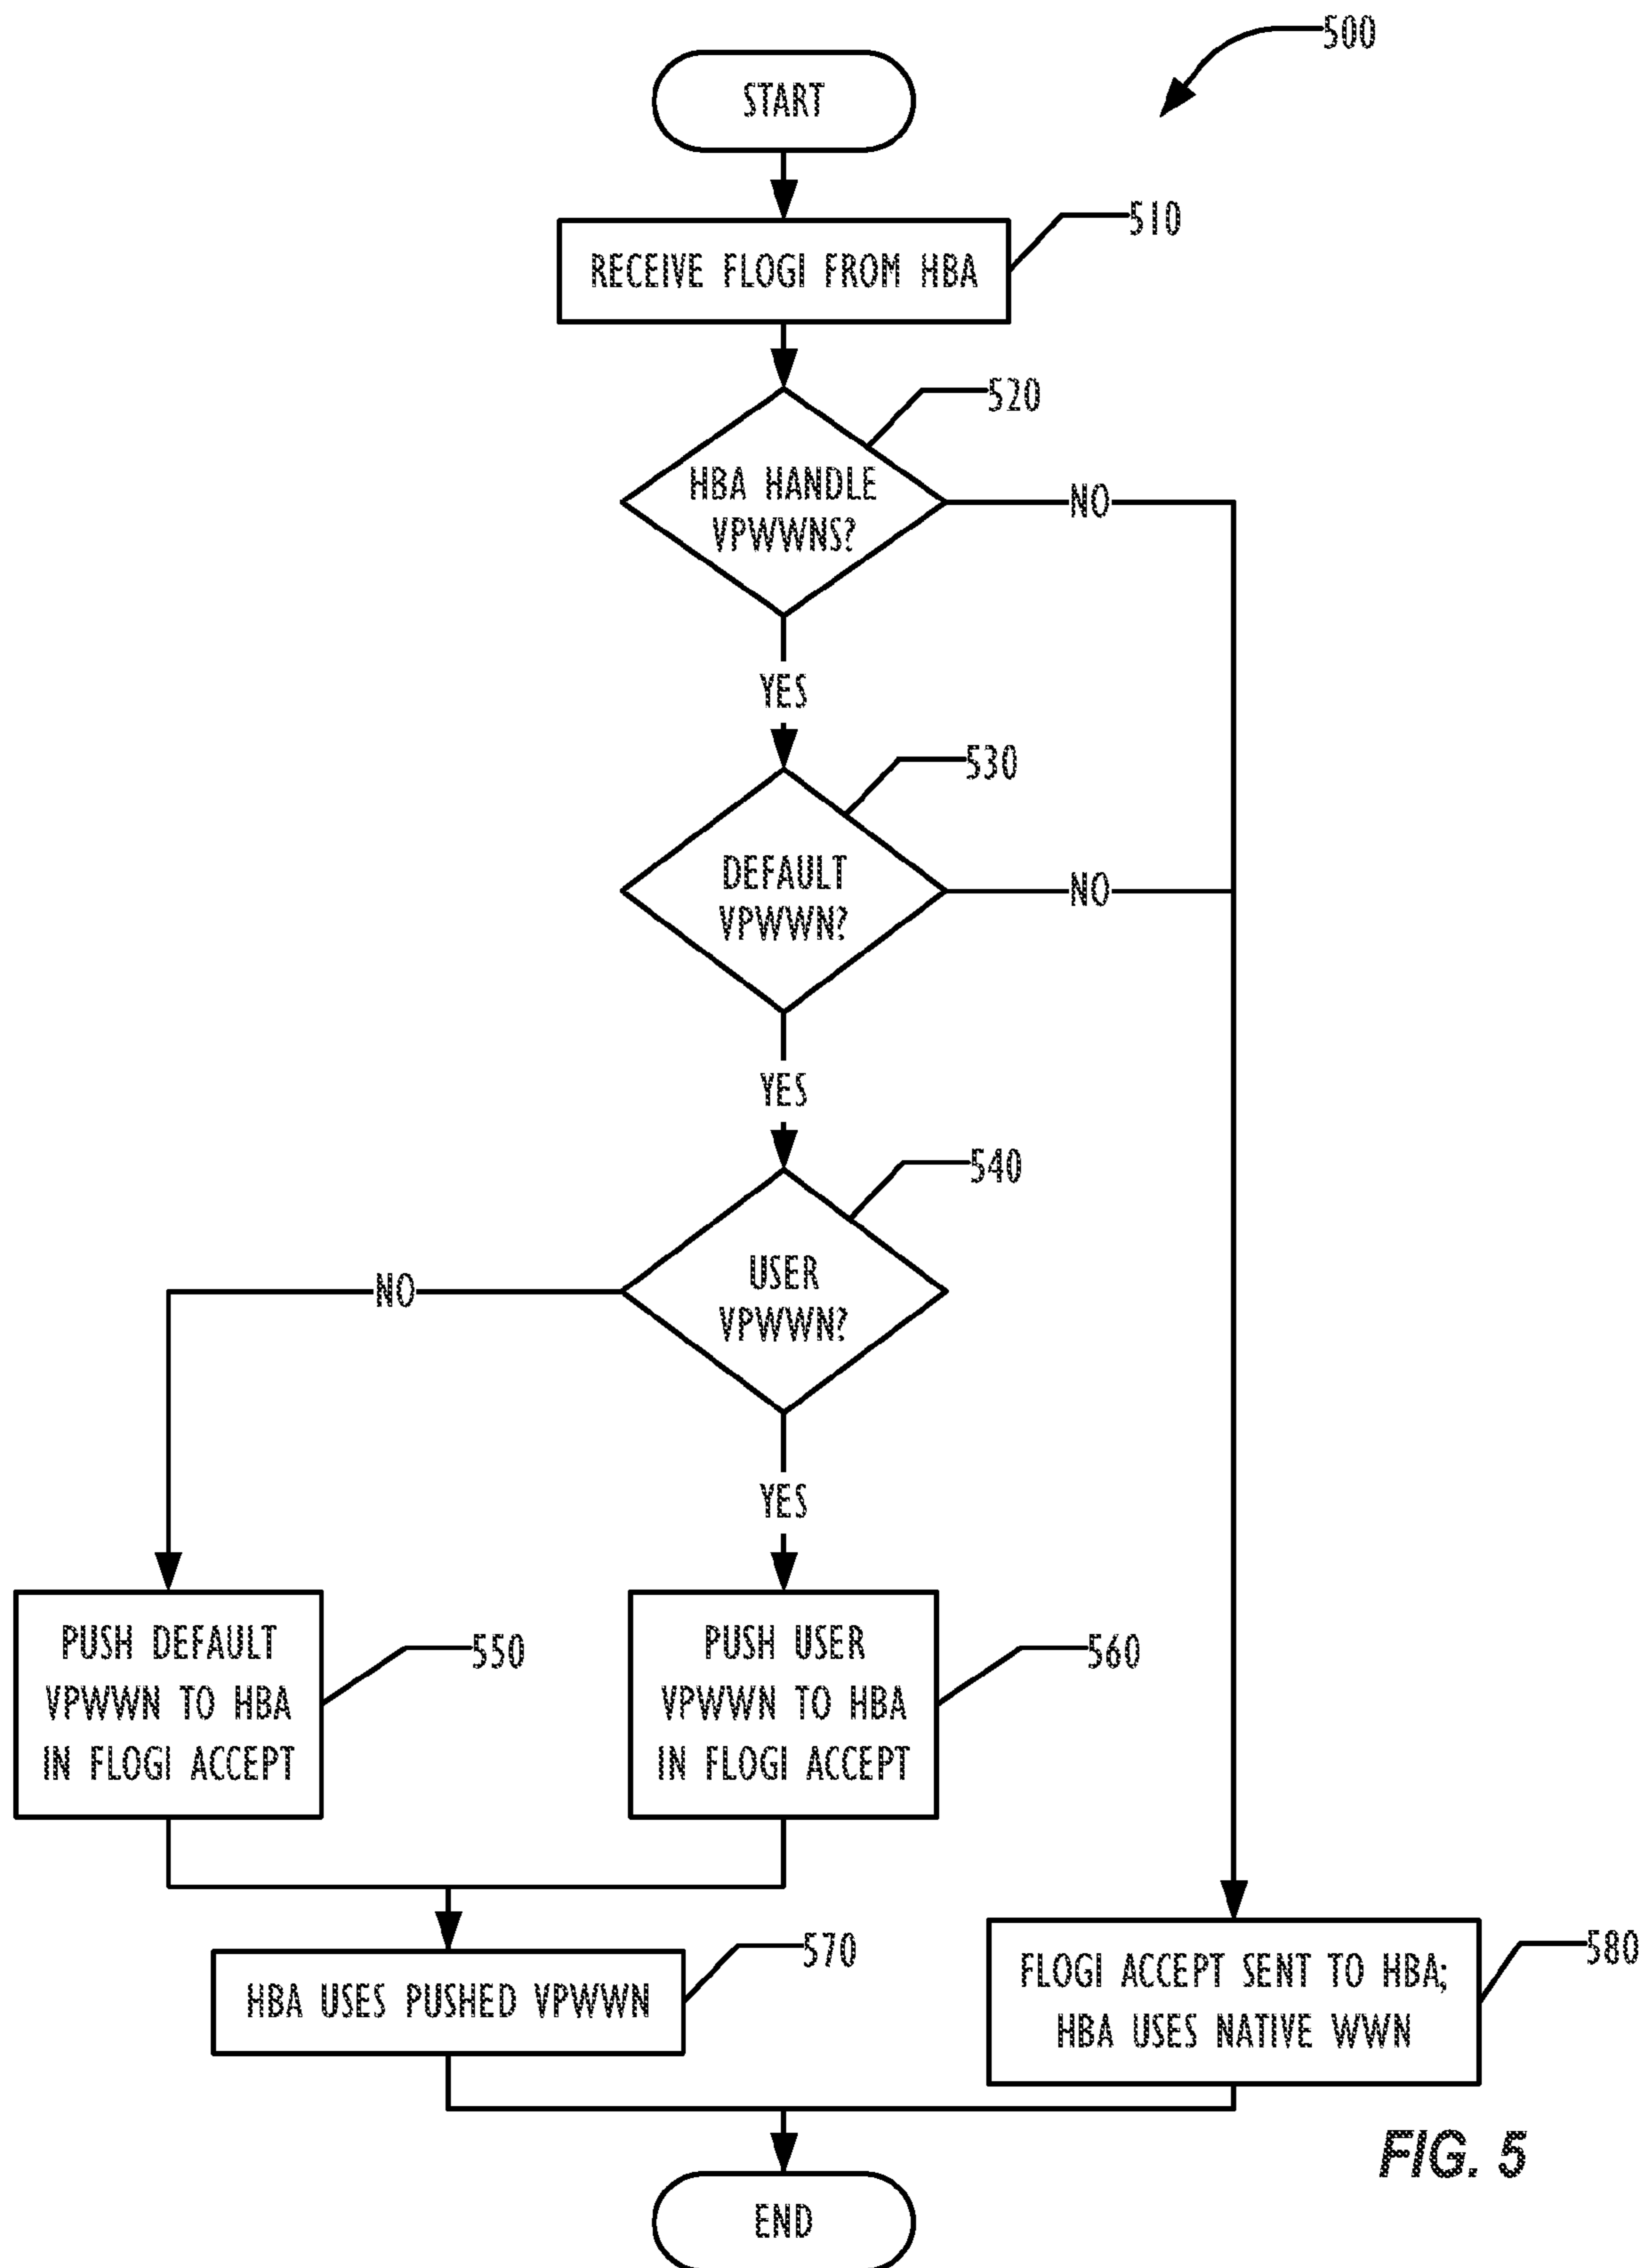 500
START
510
RECEIVE FLOGI FROM HBA
520
HBA HANDLE
VPWWNS?
NO
YES
530
DEFAULT
VPWWN?
NO
YES
540
USER
VPWWN?
NO
YES
PUSH DEFAULT
VPWWN TO HBA
IN FLOGI ACCEPT
550
PUSH USER
VPWWN TO HBA
IN FLOGI ACCEPT
560
HBA USES PUSHED VPWWN
570
FLOGI ACCEPT SENT TO HBA;
HBA USES NATIVE WWN
580
FIG. 5
END